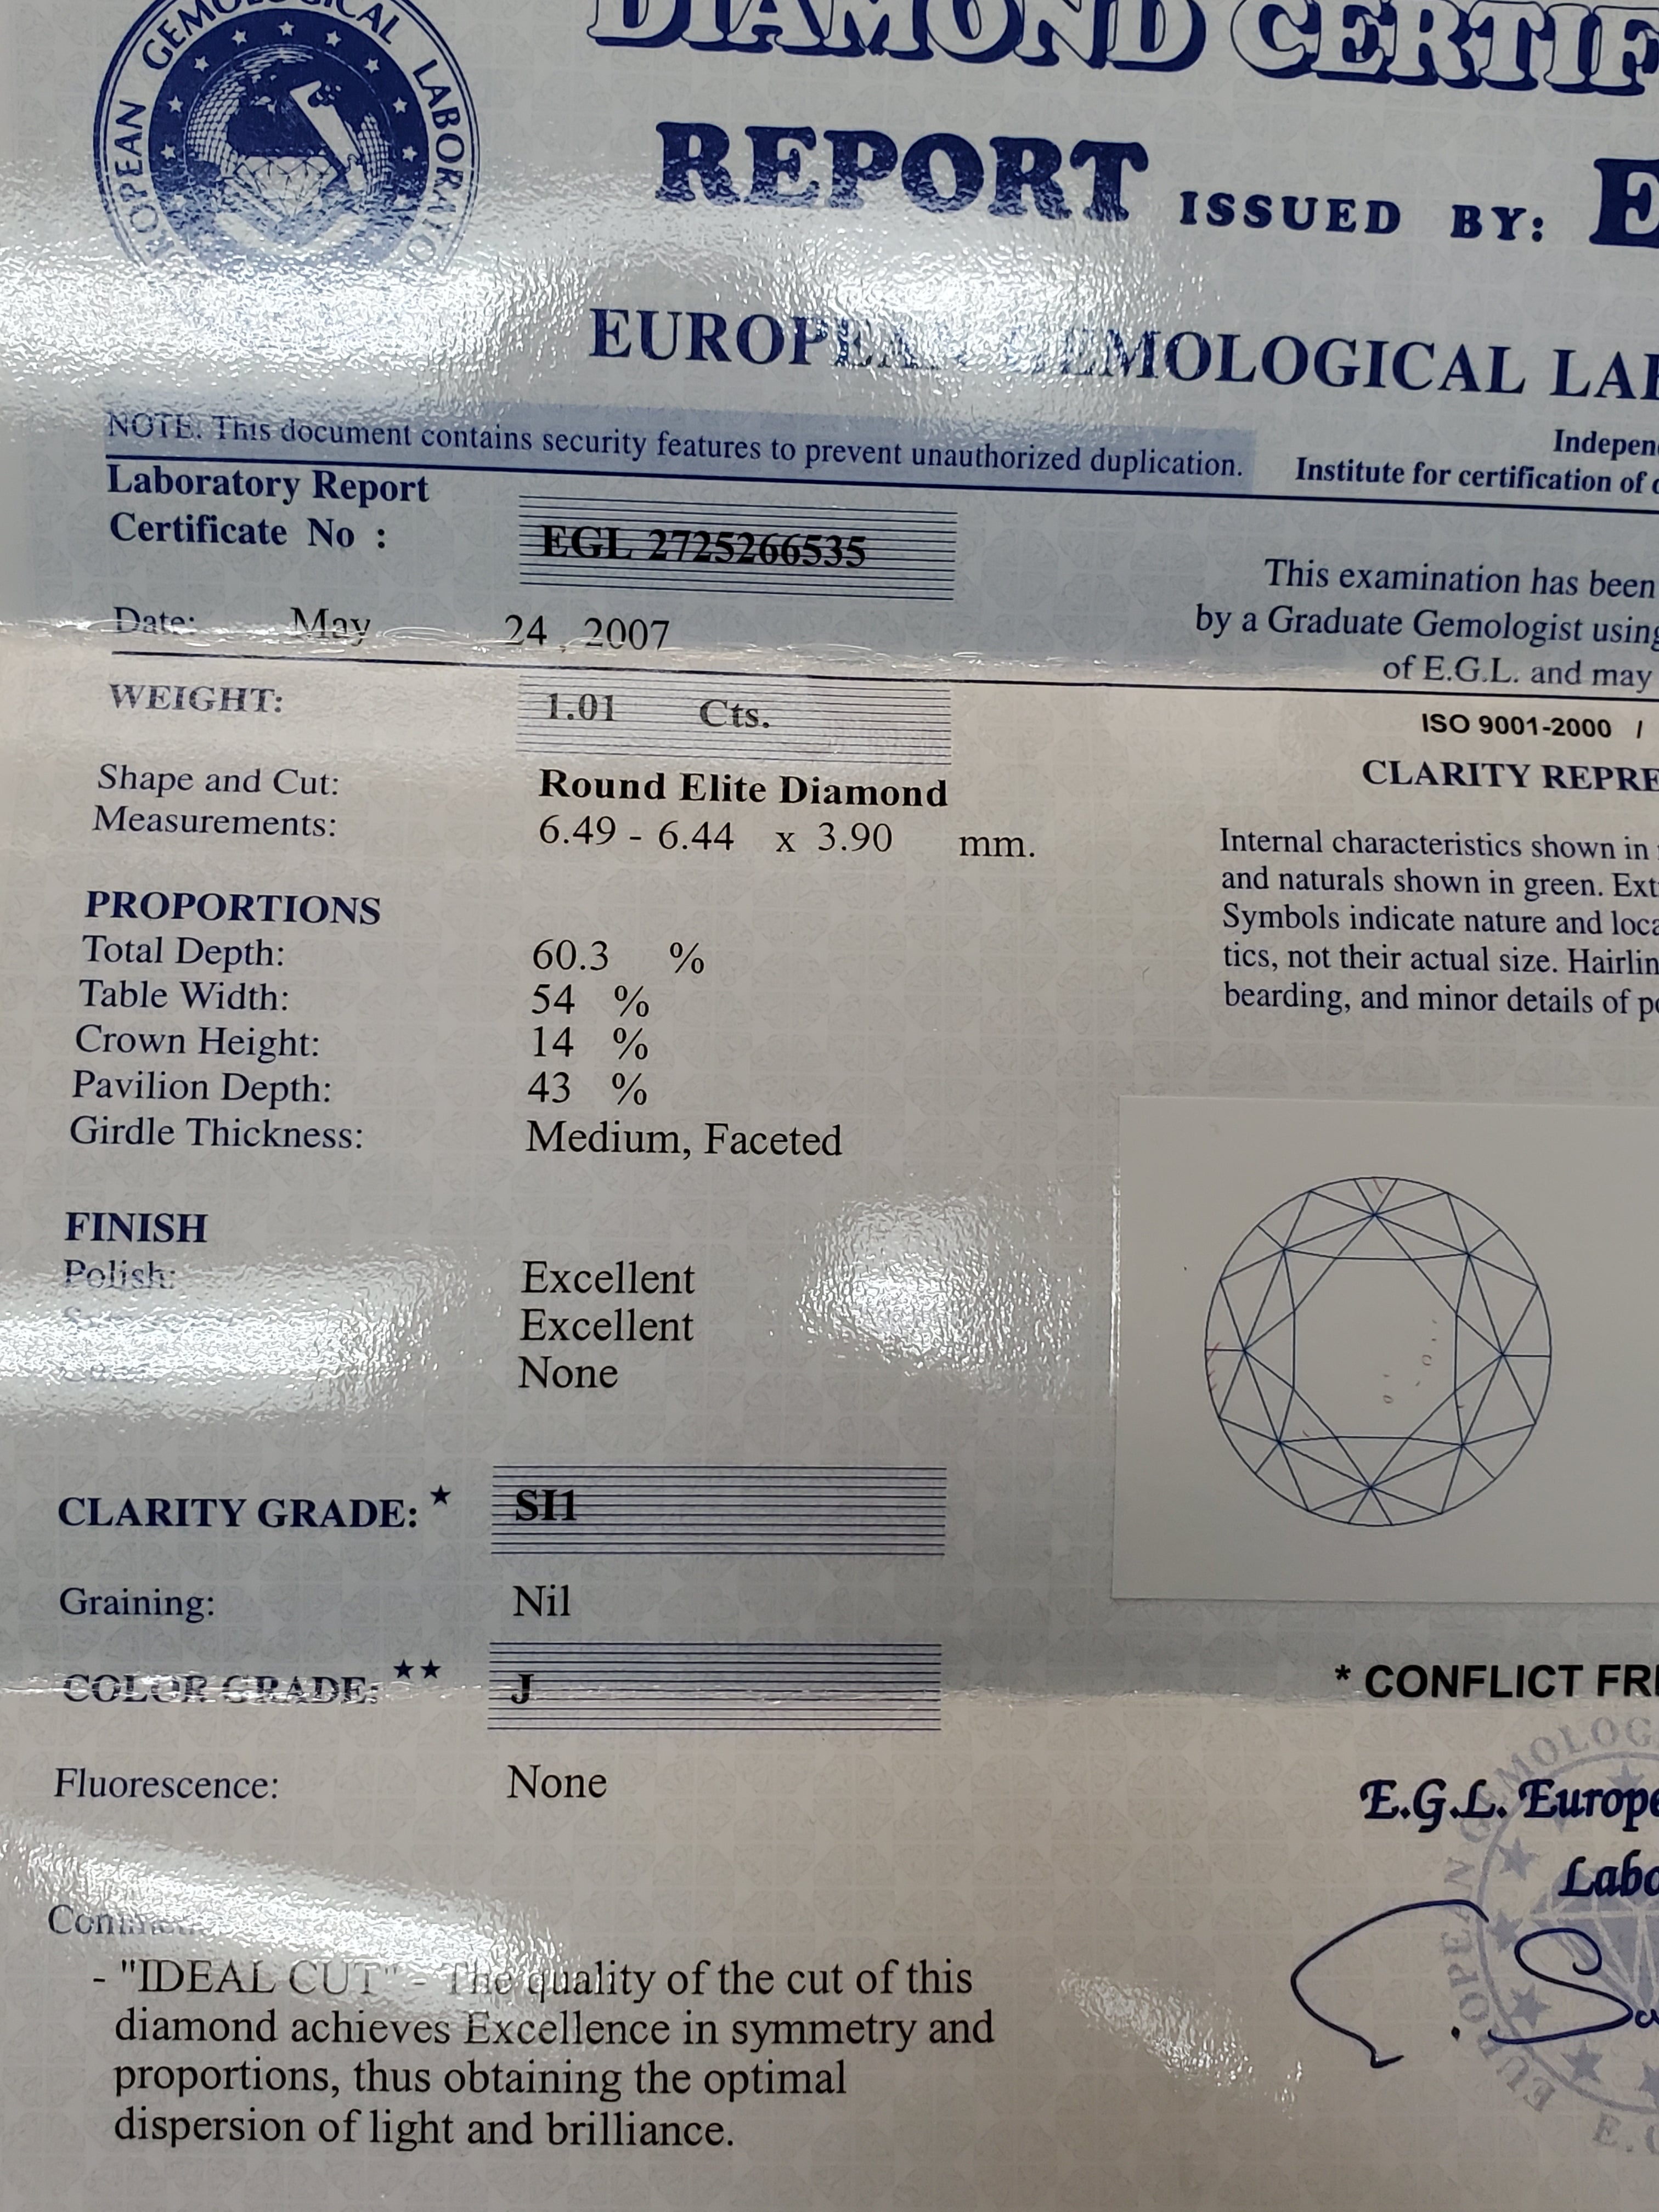 GEMOLOGICAL
DIAMOND CERTIF
REPORT ISSUED BY: E
EUROPEAN GEMOLOGICAL LAB
NOTE: This document contains security features to prevent unauthorized duplication.
Indepen
Institute for certification of
Laboratory Report
Certificate No : EGL 2725266535
Date: May 24, 2007
This examination has been
by a Graduate Gemologist using
of E.G.L. and may
WEIGHT: 1.01 Cts.
ISO 9001-2000 /
Shape and Cut: Round Elite Diamond
CLARITY REPRE
Measurements: 6.49 - 6.44 x 3.90 mm.
Internal characteristics shown in
and naturals shown in green. Ext
Symbols indicate nature and loca
tics, not their actual size. Hairlin
bearding, and minor details of po
PROPORTIONS
Total Depth: 60.3 %
Table Width: 54 %
Crown Height: 14 %
Pavilion Depth: 43 %
Girdle Thickness: Medium, Faceted
FINISH
Polish: Excellent
Excellent
None
CLARITY GRADE: ★ SI1
Graining: Nil
COLOR GRADE: ★★ J
* CONFLICT FRE
Fluorescence: None
E.G.L. Europe
Labo
- "IDEAL CUT" - The quality of the cut of this
diamond achieves Excellence in symmetry and
proportions, thus obtaining the optimal
dispersion of light and brilliance.